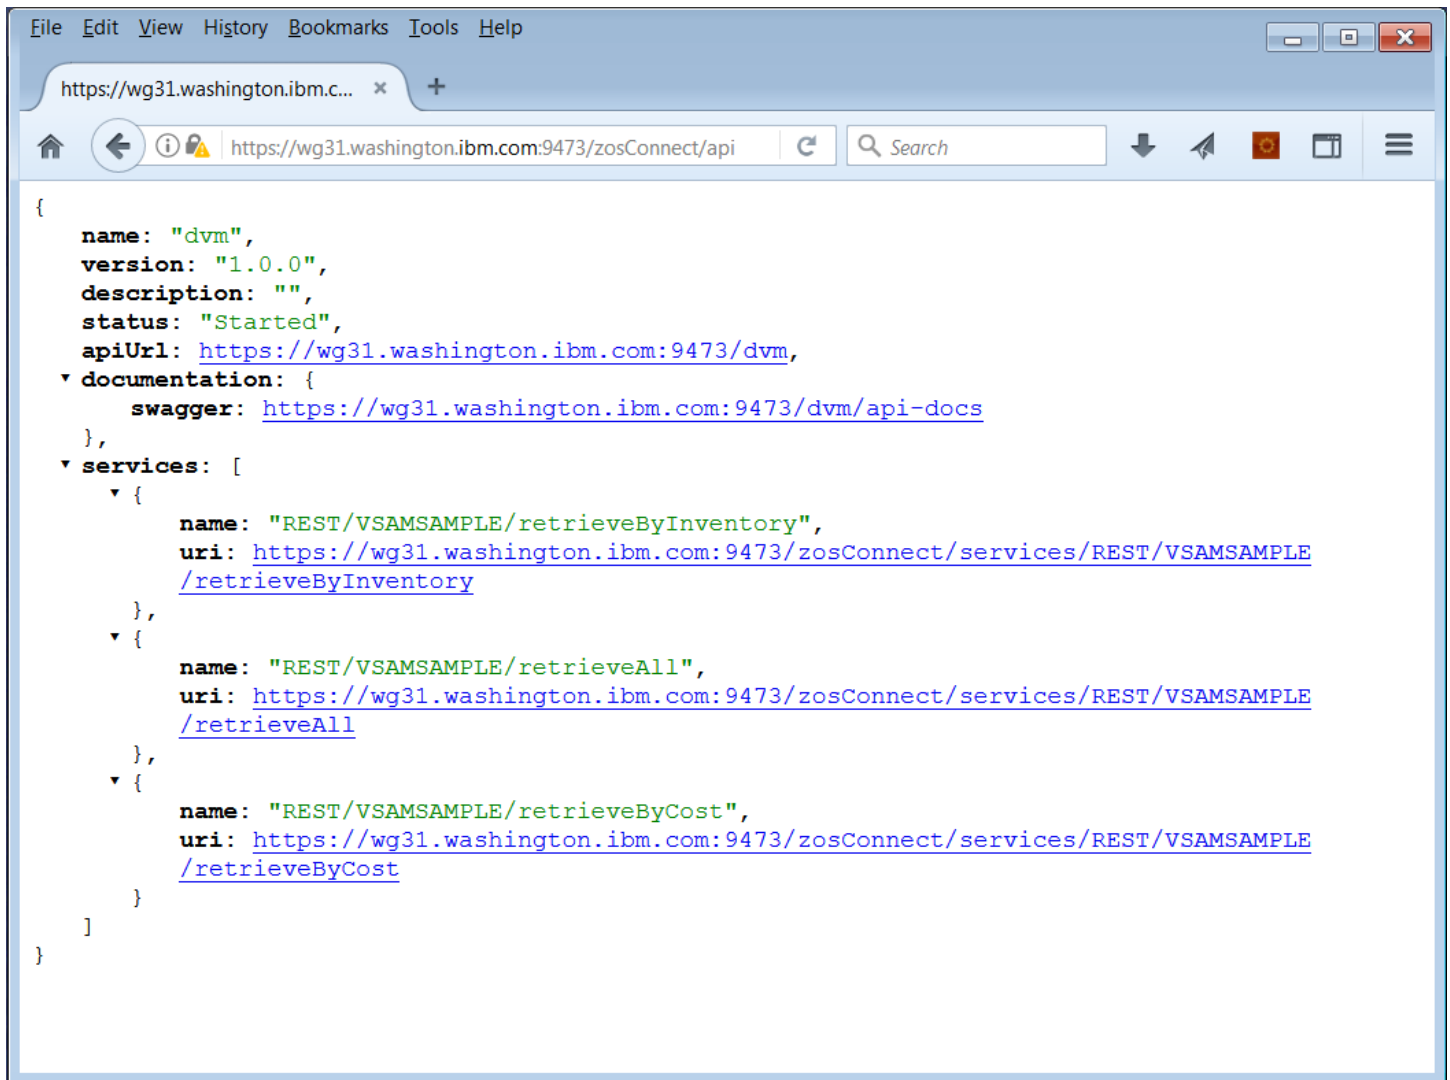 File Edit View History Bookmarks Tools Help
https://wg31.washington.ibm.c... × +
https://wg31.washington.ibm.com:9473/zosConnect/api Search
{
name: "dvm",
version: "1.0.0",
description: "",
status: "Started",
apiUrl: https://wg31.washington.ibm.com:9473/dvm,
documentation: {
swagger: https://wg31.washington.ibm.com:9473/dvm/api-docs
},
services: [
{
name: "REST/VSAMSAMPLE/retrieveByInventory",
uri: https://wg31.washington.ibm.com:9473/zosConnect/services/REST/VSAMSAMPLE
/retrieveByInventory
},
{
name: "REST/VSAMSAMPLE/retrieveAll",
uri: https://wg31.washington.ibm.com:9473/zosConnect/services/REST/VSAMSAMPLE
/retrieveAll
},
{
name: "REST/VSAMSAMPLE/retrieveByCost",
uri: https://wg31.washington.ibm.com:9473/zosConnect/services/REST/VSAMSAMPLE
/retrieveByCost
}
]
}